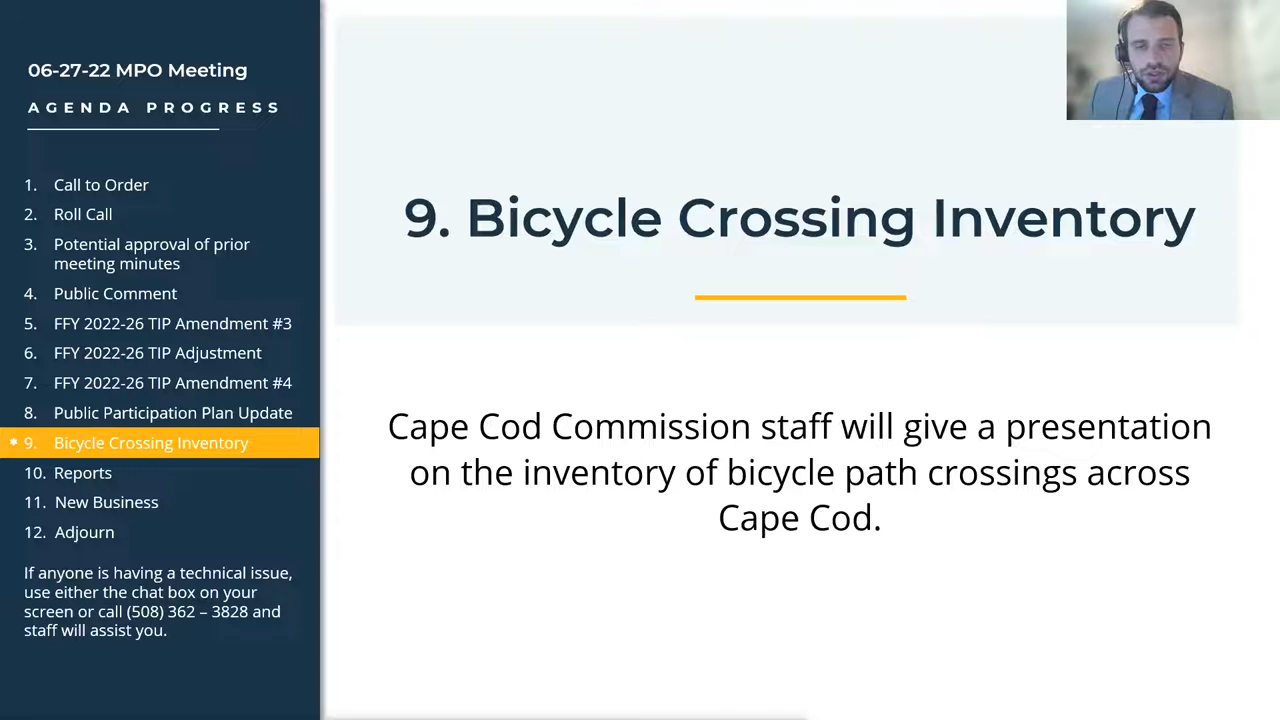 06-27-22 MPO Meeting
AGENDA PROGRESS
1. Call to Order
2. Roll Call
3. Potential approval of prior
meeting minutes
4. Public Comment
5. FFY 2022-26 TIP Amendment #3
6. FFY 2022-26 TIP Adjustment
7. FFY 2022-26 TIP Amendment #4
8. Public Participation Plan Update
* 9. Bicycle Crossing Inventory
10. Reports
11. New Business
12. Adjourn
If anyone is having a technical issue,
use either the chat box on your
screen or call (508) 362 – 3828 and
staff will assist you.
9. Bicycle Crossing Inventory
Cape Cod Commission staff will give a presentation
on the inventory of bicycle path crossings across
Cape Cod.